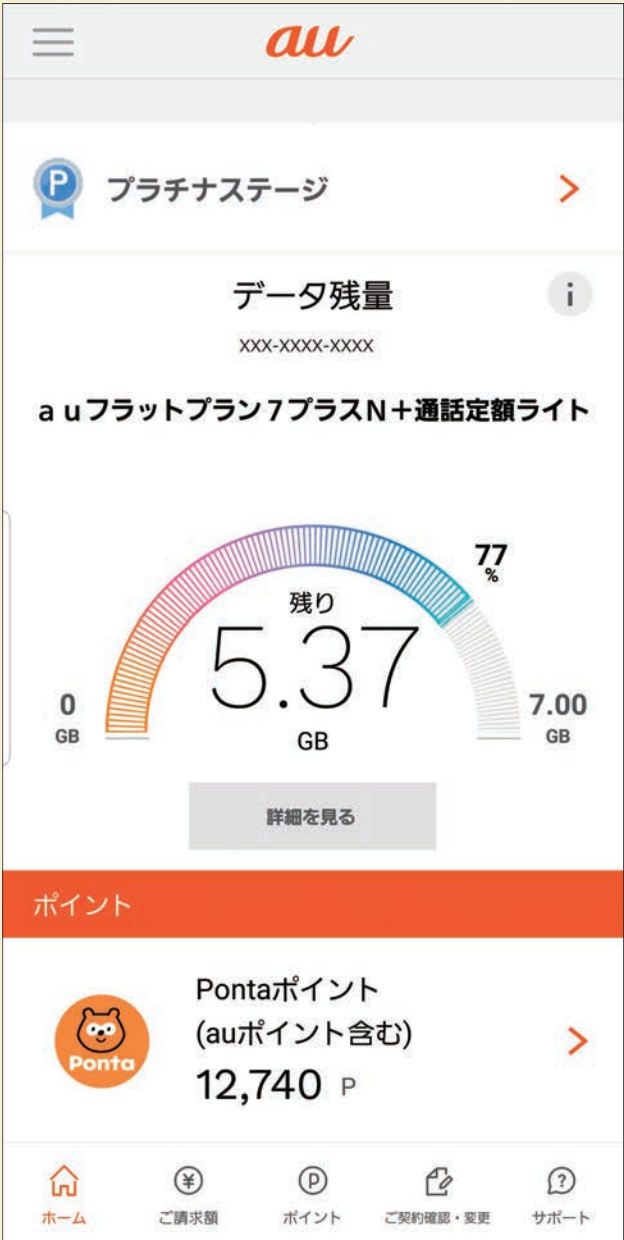 au
P
プラチナステージ
データ残量
i
XXX-XXXX-XXXX
auフラットプラン7プラスN+通話定額ライト
77
%
残り
5.37
GB
0
GB
7.00
GB
詳細を見る
ポイント
Ponta
Pontaポイント
(auポイント含む)
12,740 P
ホーム
¥
ご請求額
P
ポイント
ご契約確認・変更
?
サポート